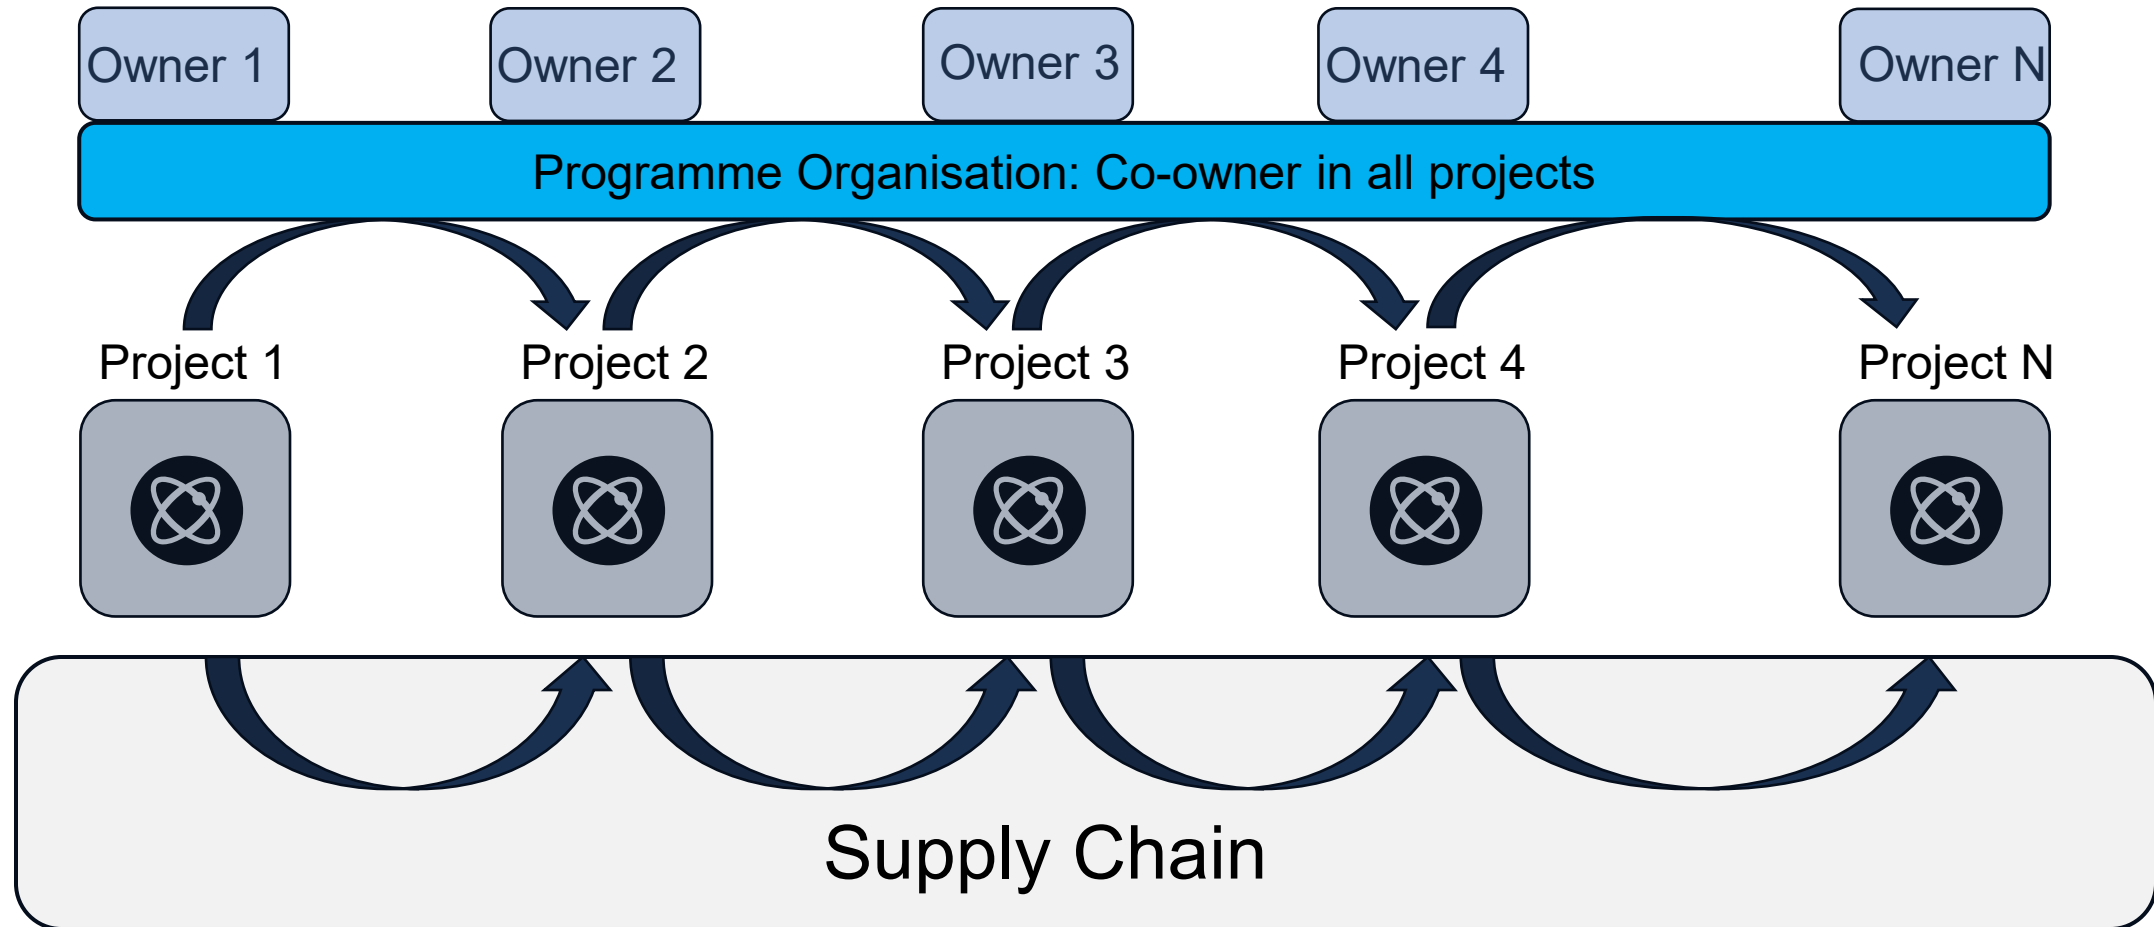 Owner 1
Owner 2
Owner 3
Owner 4
Owner N
Programme Organisation: Co-owner in all projects
Project 1
Project 2
Project 3
Project 4
Project N
Supply Chain